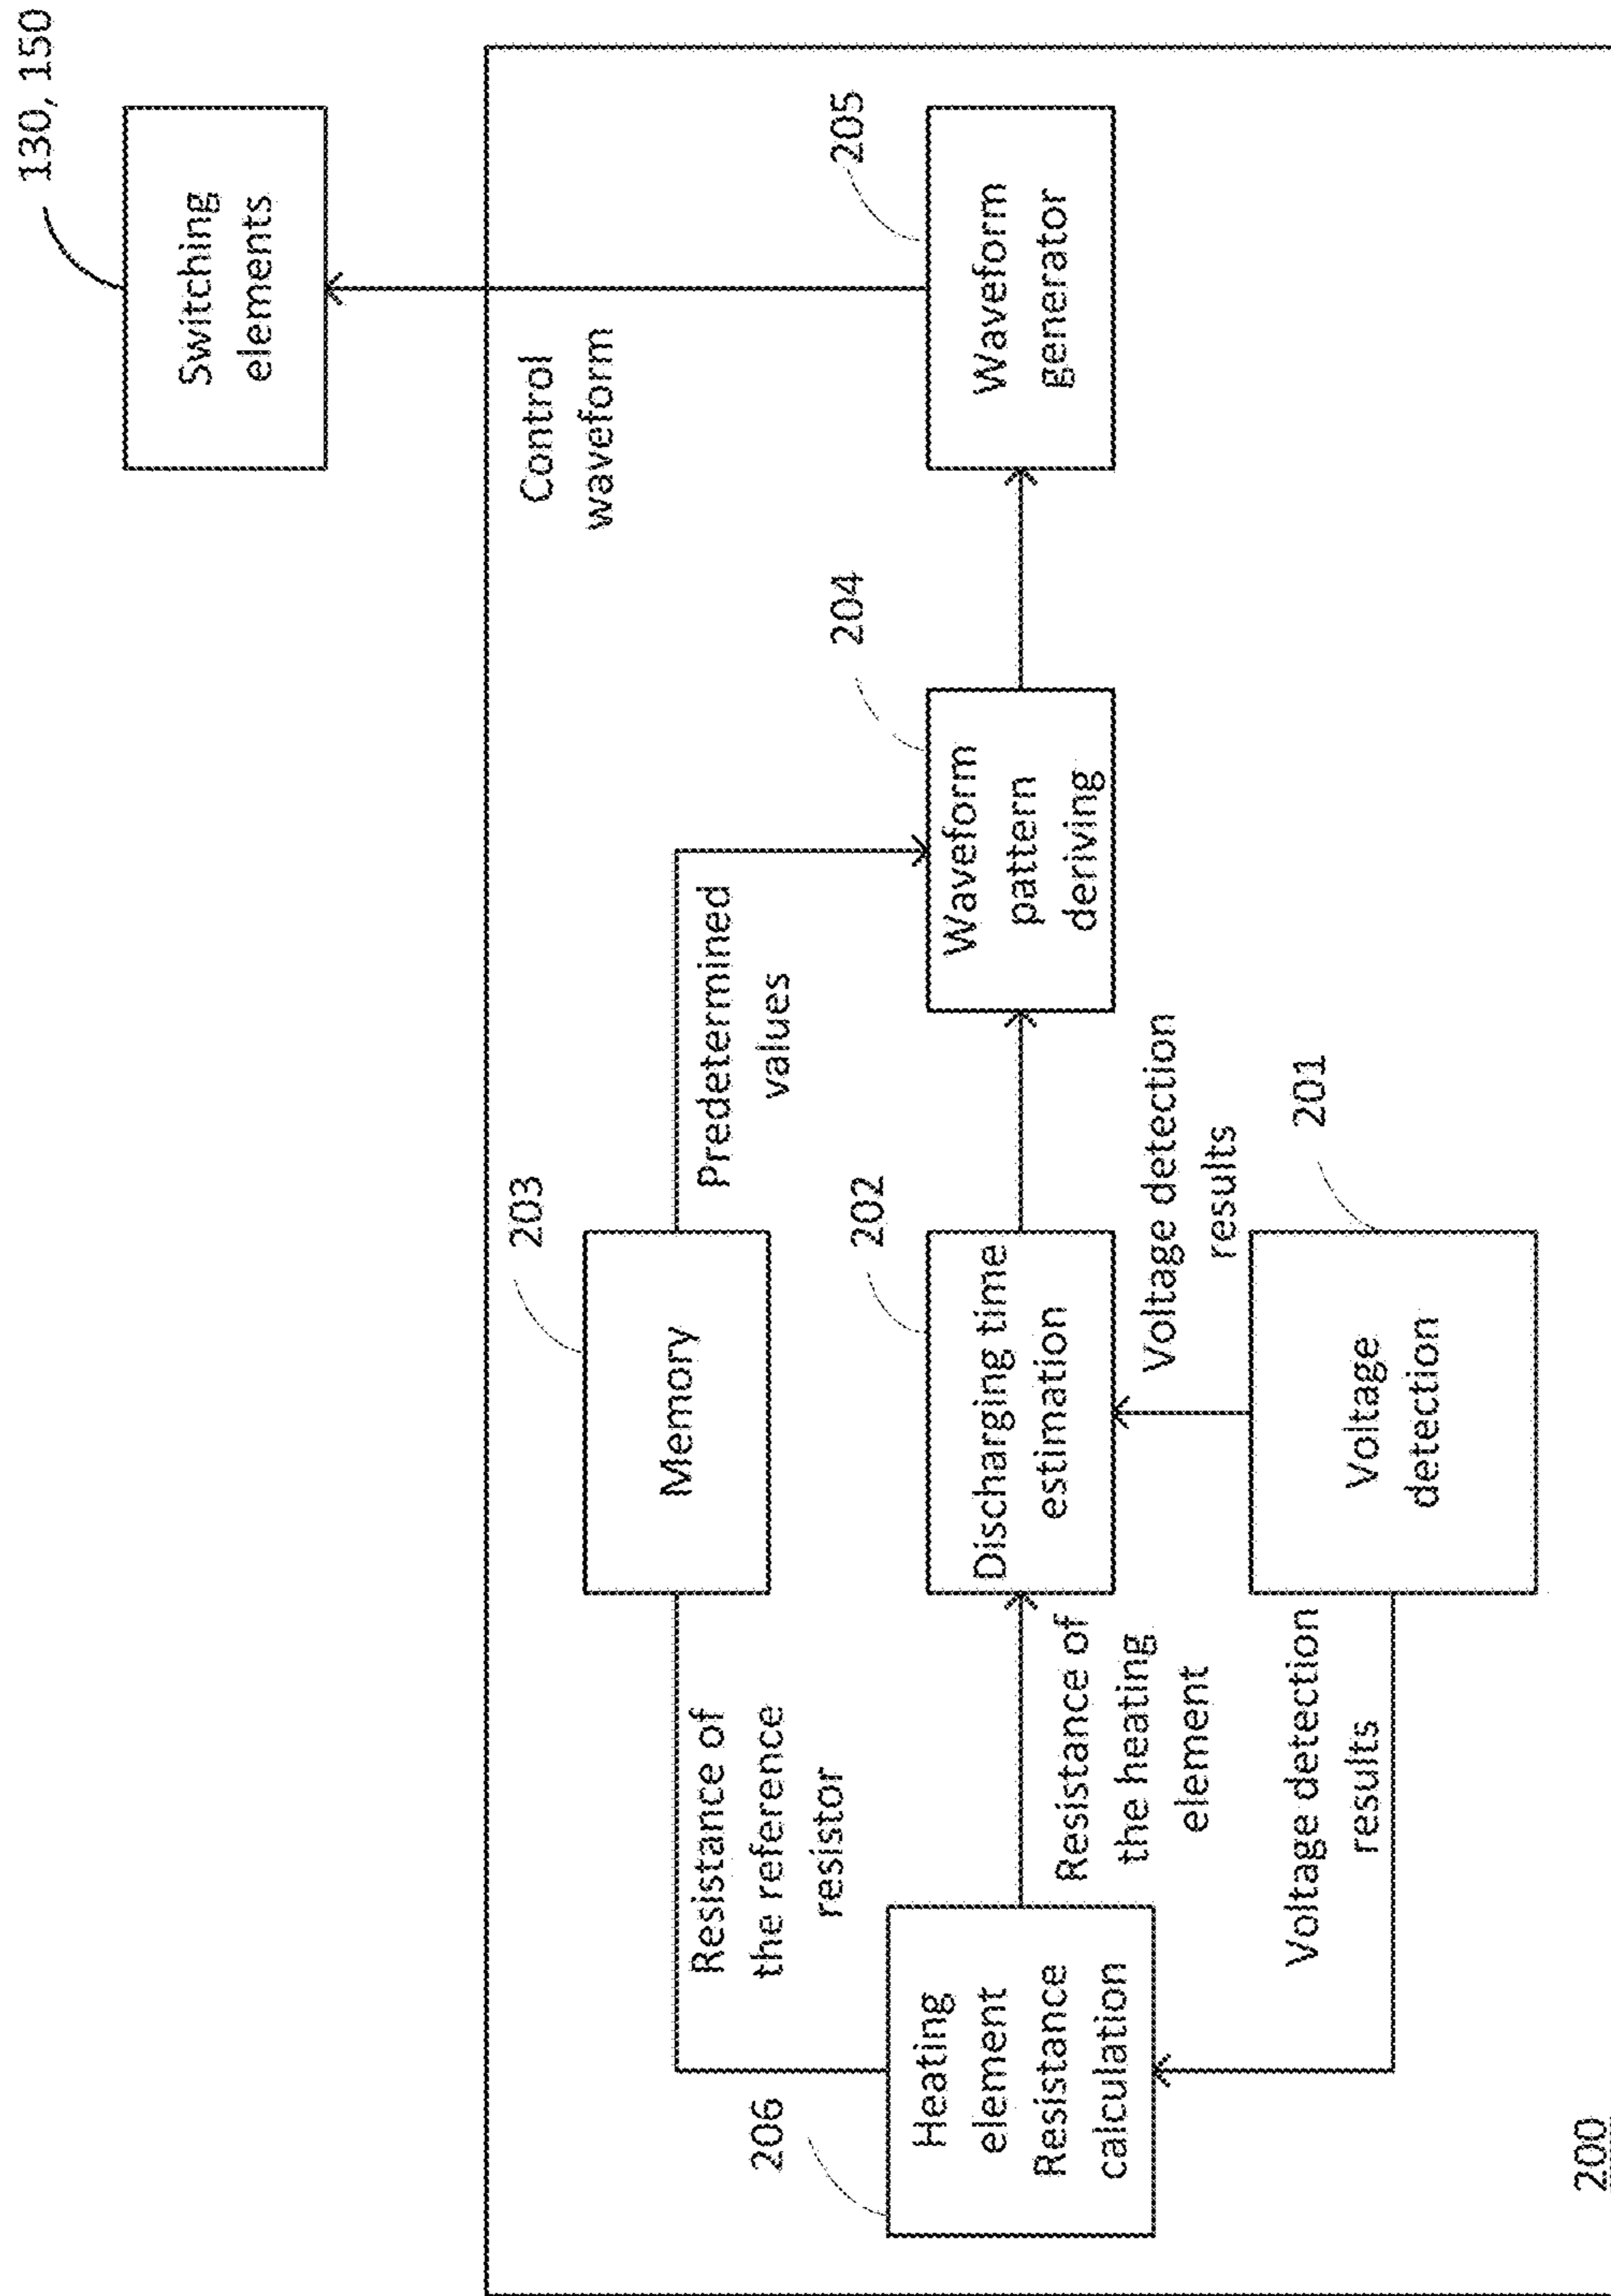 130, 150
Switching
elements
Control
waveform
203
Memory
Predetermined
values
Resistance of
the reference
resistor
206
Heating
element
Resistance
calculation
Resistance of
the heating
element
202
Discharging time
estimation
204
Waveform
pattern
deriving
205
Waveform
generator
Voltage detection
results
201
Voltage
detection
Voltage detection
results
200